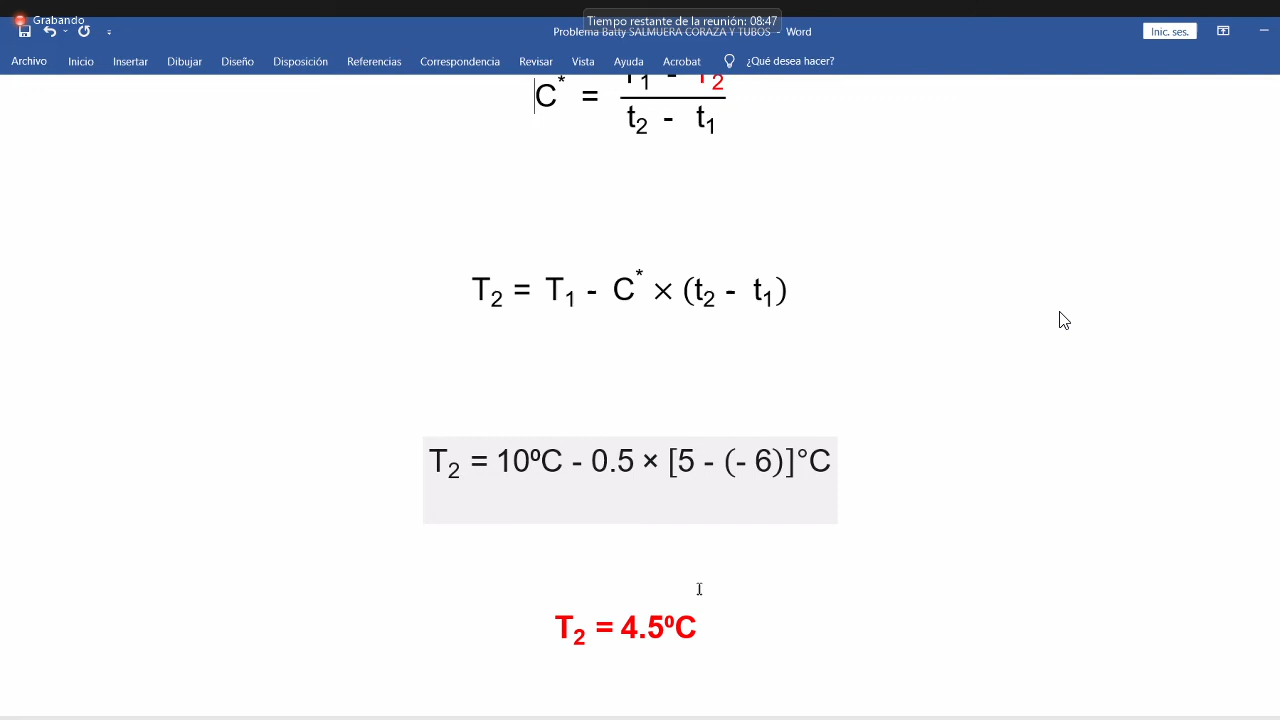 Grabando
Tiempo restante de la reunión: 08:47
Problema Batty SALMUERA CORAZA Y TUBOS - Word
Inic. ses.
Archivo Inicio Insertar Dibujar Diseño Disposición Referencias Correspondencia Revisar Vista Ayuda Acrobat ¿Qué desea hacer?
C* = (T₁ - T₂) / (t₂ - t₁)
T₂ = T₁ - C* × (t₂ - t₁)
T₂ = 10ºC - 0.5 × [5 - (- 6)]°C
T₂ = 4.5ºC